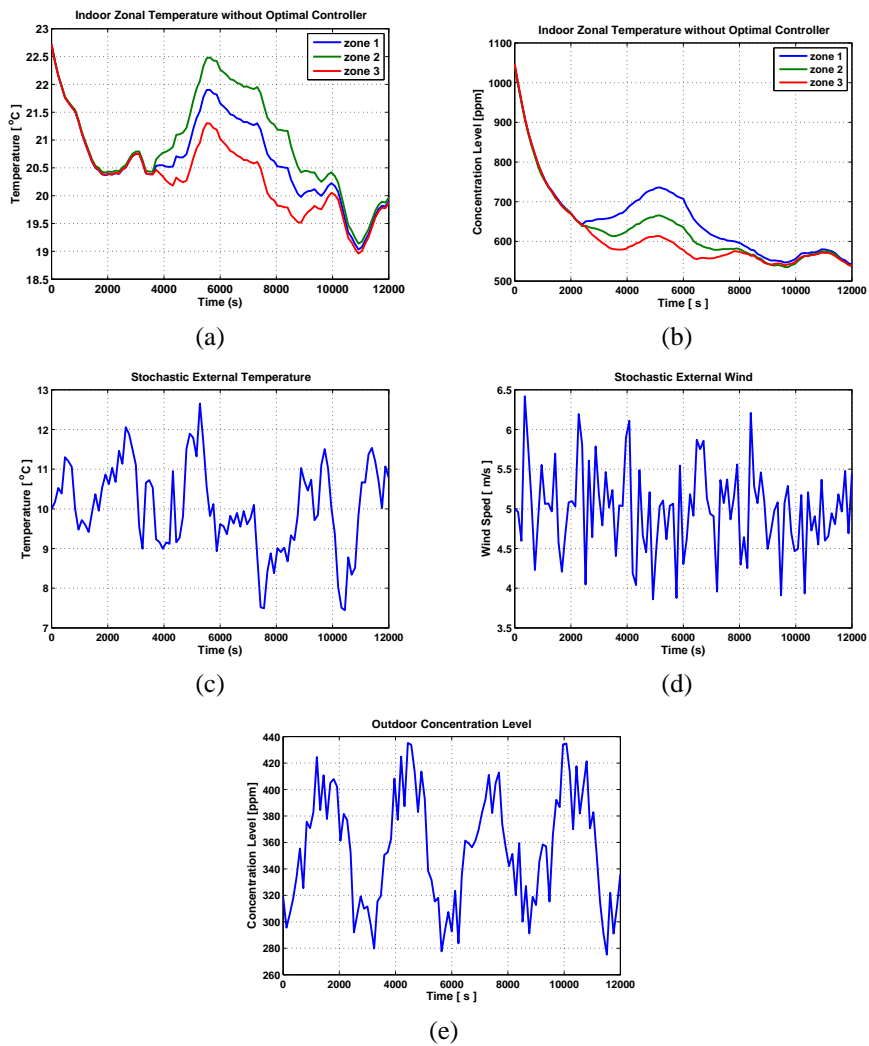 Indoor Zonal Temperature without Optimal Controller
23
22.5
22
21.5
21
20.5
20
19.5
19
18.5
Temperature [ °C]
zone 1
zone 2
zone 3
0 2000 4000 6000 8000 10000 12000
Time (s)
(a)
Indoor Zonal Temperature without Optimal Controller
1100
1000
900
800
700
600
500
Concentration Level [ppm]
zone 1
zone 2
zone 3
0 2000 4000 6000 8000 10000 12000
Time [ s ]
(b)
Stochastic External Temperature
13
12
11
10
9
8
7
Temperature [ °C]
0 2000 4000 6000 8000 10000 12000
Time (s)
(c)
Stochastic External Wind
6.5
6
5.5
5
4.5
4
3.5
Wind Sped [ m/s ]
0 2000 4000 6000 8000 10000 12000
Time (s)
(d)
Outdoor Concentration Level
440
420
400
380
360
340
320
300
280
260
Concentration Level [ppm]
0 2000 4000 6000 8000 10000 12000
Time [ s ]
(e)